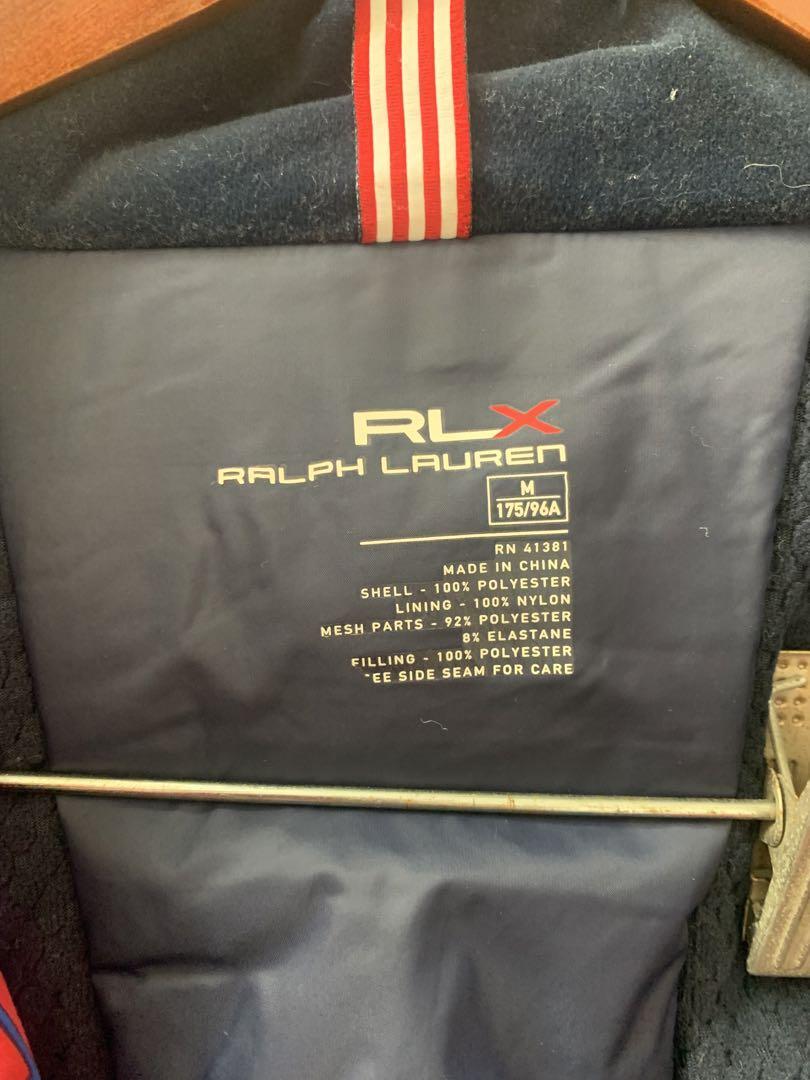 RLX
RALPH LAUREN
M
175/96A
RN 41381
MADE IN CHINA
SHELL - 100% POLYESTER
LINING - 100% NYLON
MESH PARTS - 92% POLYESTER
8% ELASTANE
FILLING - 100% POLYESTER
EE SIDE SEAM FOR CARE